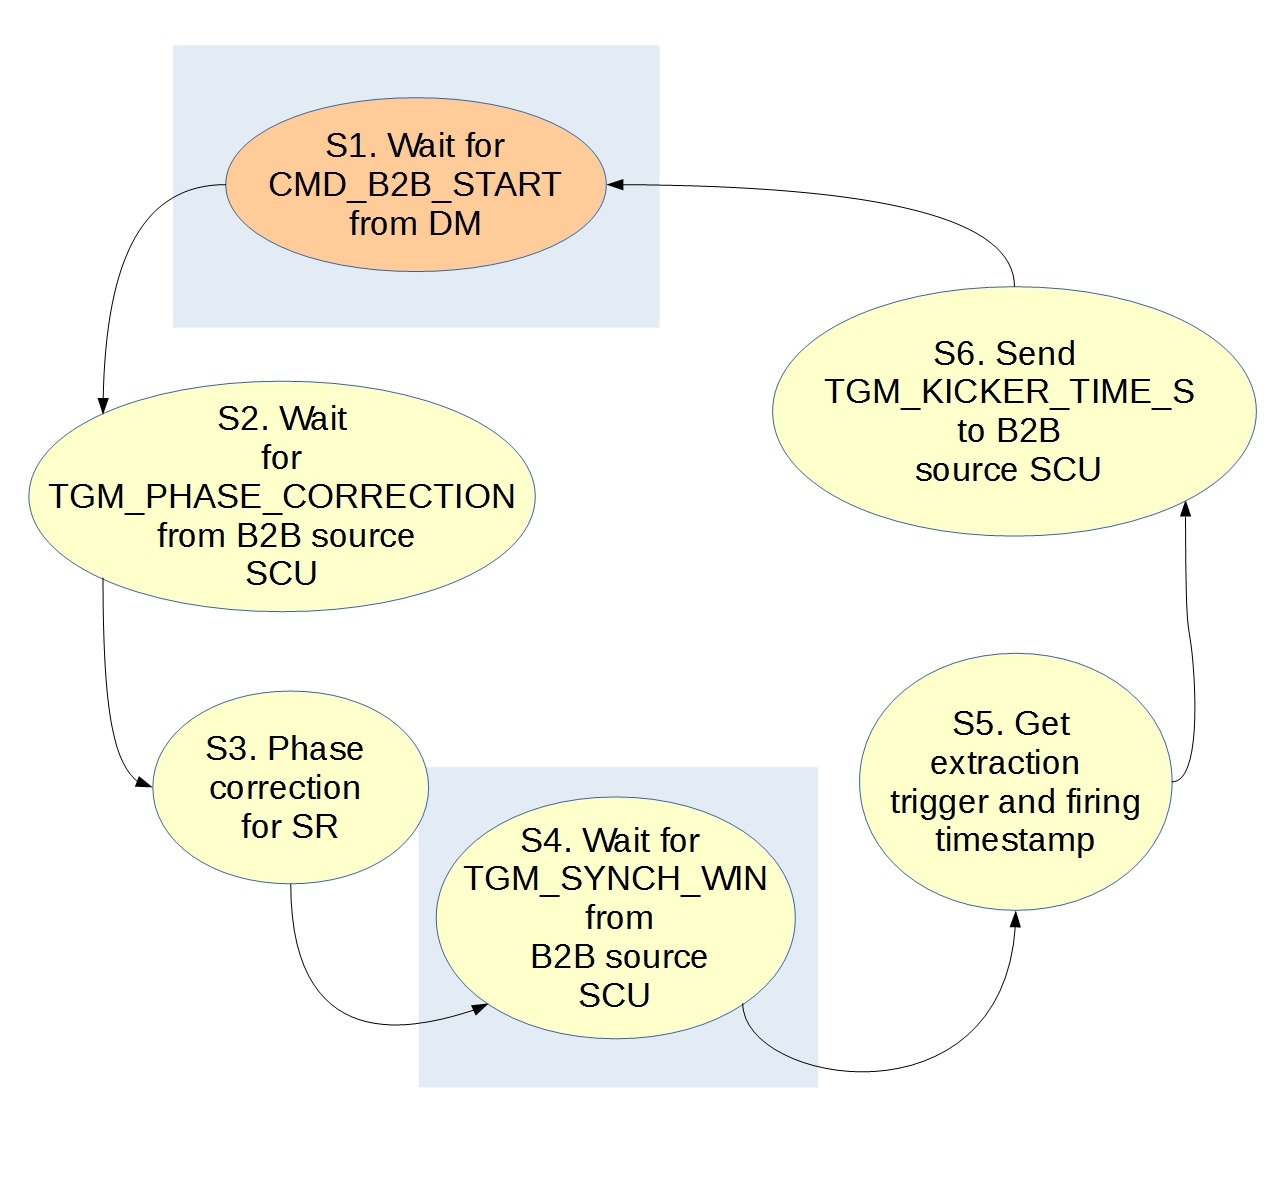 S1. Wait for
CMD_B2B_START
from DM
S2. Wait
for
TGM_PHASE_CORRECTION
from B2B source
SCU
S3. Phase
correction
for SR
S4. Wait for
TGM_SYNCH_WIN
from
B2B source
SCU
S5. Get
extraction
trigger and firing
timestamp
S6. Send
TGM_KICKER_TIME_S
to B2B
source SCU